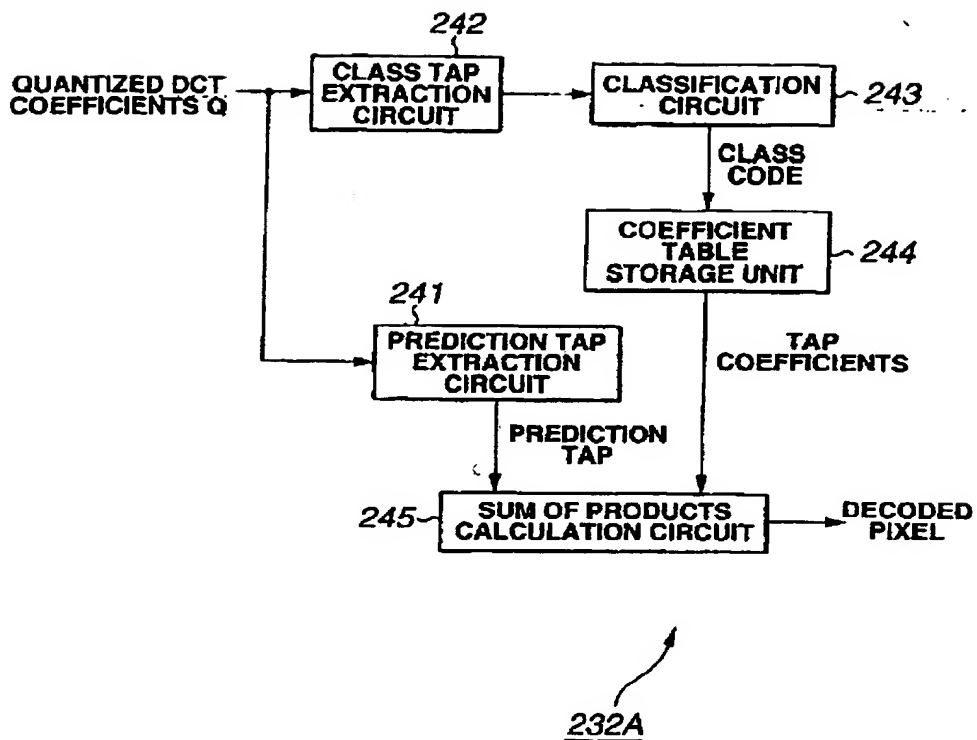 242
QUANTIZED DCT
COEFFICIENTS Q
CLASS TAP
EXTRACTION
CIRCUIT
CLASSIFICATION
CIRCUIT
243
CLASS
CODE
COEFFICIENT
TABLE
STORAGE UNIT
244
241
PREDICTION TAP
EXTRACTION
CIRCUIT
TAP
COEFFICIENTS
PREDICTION
TAP
245
SUM OF PRODUCTS
CALCULATION CIRCUIT
DECODED
PIXEL
232A